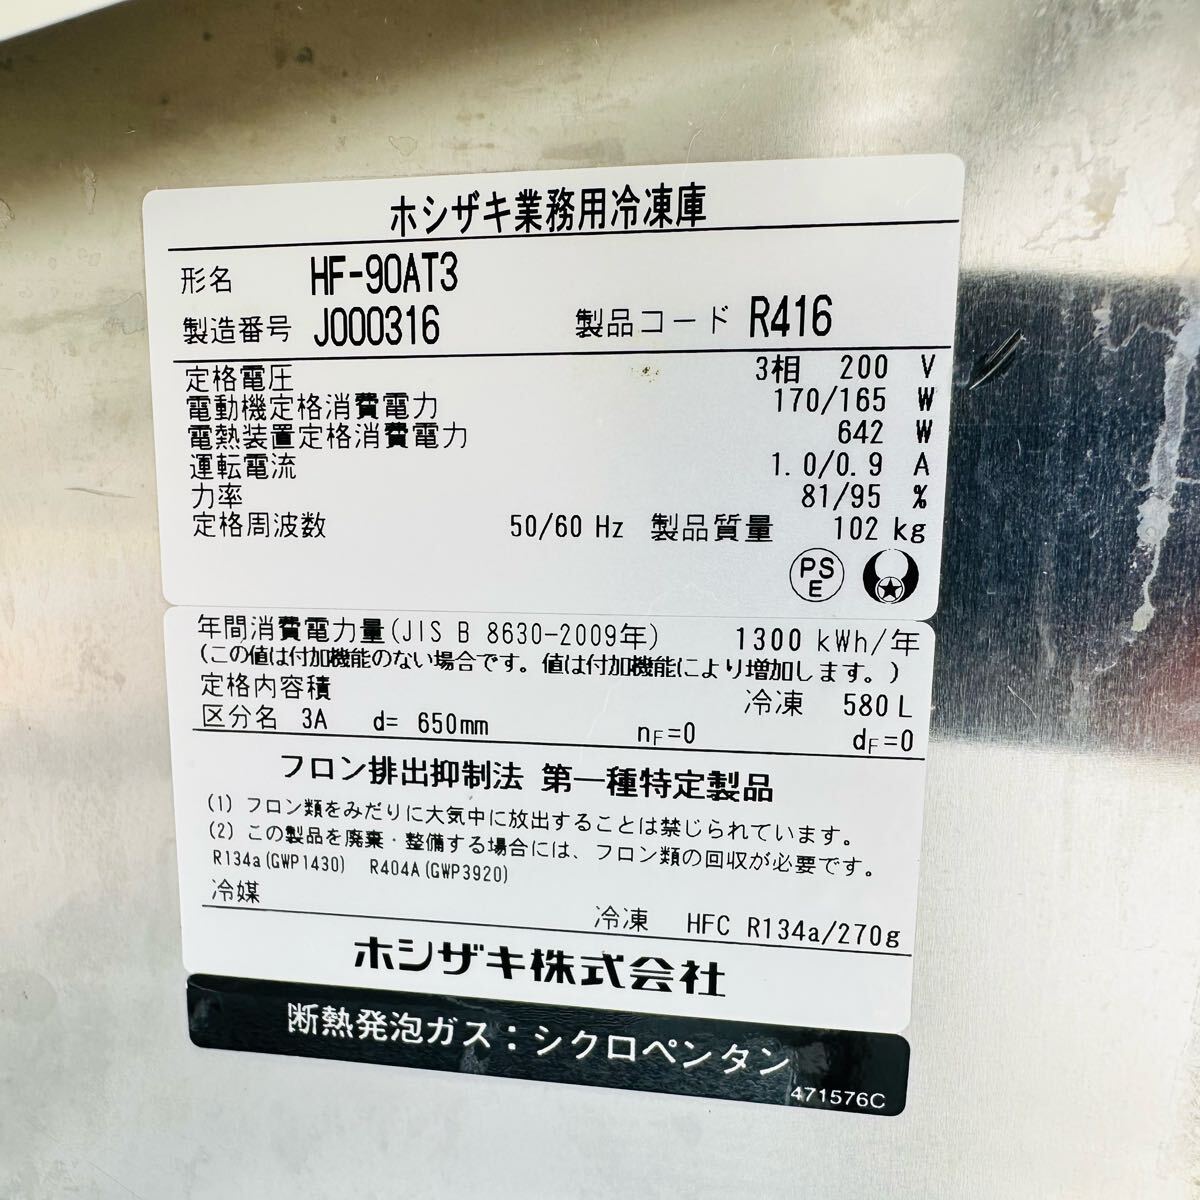 ホシザキ業務用冷凍庫
形名 HF-90AT3
製造番号 J000316 製品コード R416
定格電圧 3相 200 V
電動機定格消費電力 170/165 W
電熱装置定格消費電力 642 W
運転電流 1.0/0.9 A
力率 81/95 %
定格周波数 50/60 Hz 製品質量 102 kg
PS
E
年間消費電力量(JIS B 8630-2009年) 1300 kWh/年
(この値は付加機能のない場合です。値は付加機能により増加します。)
定格内容積 冷凍 580 L
区分名 3A d= 650mm nF=0 dF=0
フロン排出抑制法 第一種特定製品
(1) フロン類をみだりに大気中に放出することは禁じられています。
(2) この製品を廃棄・整備する場合には、フロン類の回収が必要です。
R134a(GWP1430) R404A(GWP3920)
冷媒
冷凍 HFC R134a/270g
ホシザキ株式会社
断熱発泡ガス:シクロペンタン
471576C